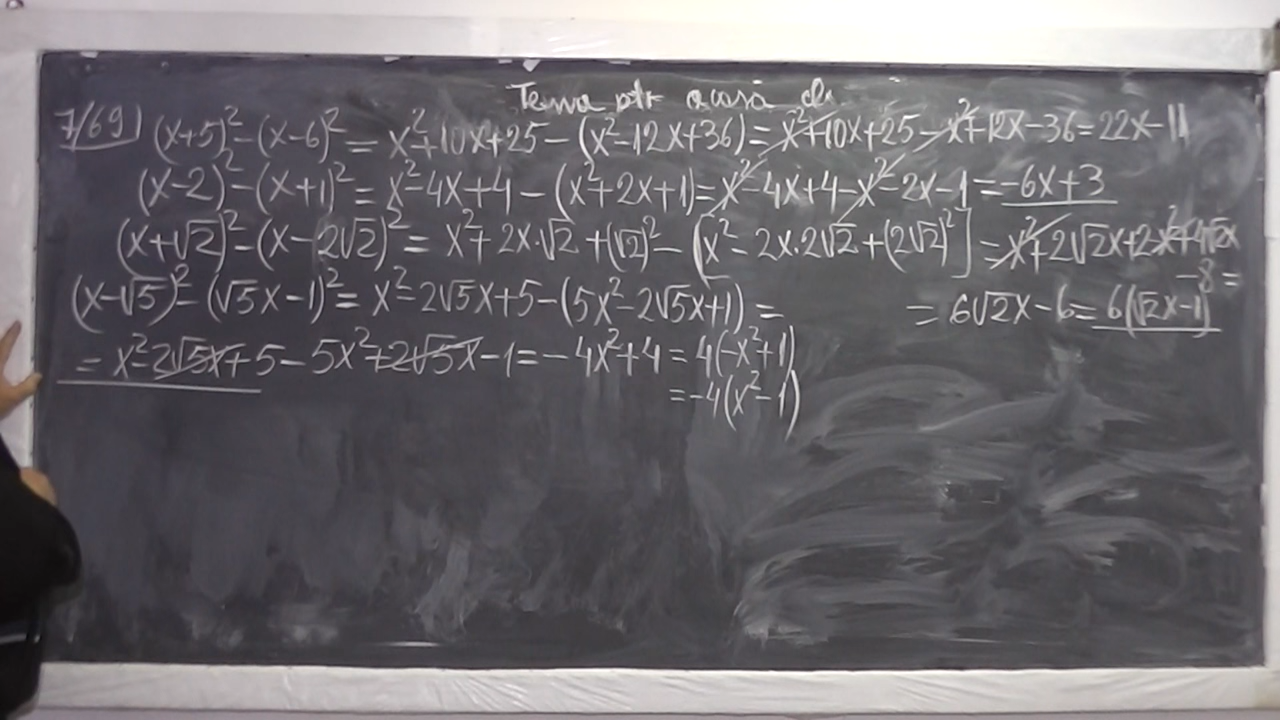 Tema ptr acasă de
7/69) (x+5)²-(x-6)² = x²+10x+25 - (x²-12x+36) = x²+10x+25-x²+12x-36=22x-11
(x-2)²-(x+1)² = x²-4x+4-(x²+2x+1)=x²-4x+4-x²-2x-1=-6x+3
(x+√2)²-(x-2√2)² = x²+2x·√2+(√2)²-[x²-2x·2√2+(2√2)²]=x²+2√2x+2-x²+4√2x
-8=
(x-√5)²-(√5x-1)² = x²-2√5x+5-(5x²-2√5x+1) =
= 6√2x-6=6(√2x-1)
= x²-2√5x+5-5x²+2√5x-1=-4x²+4=4(-x²+1)
=-4(x²-1)